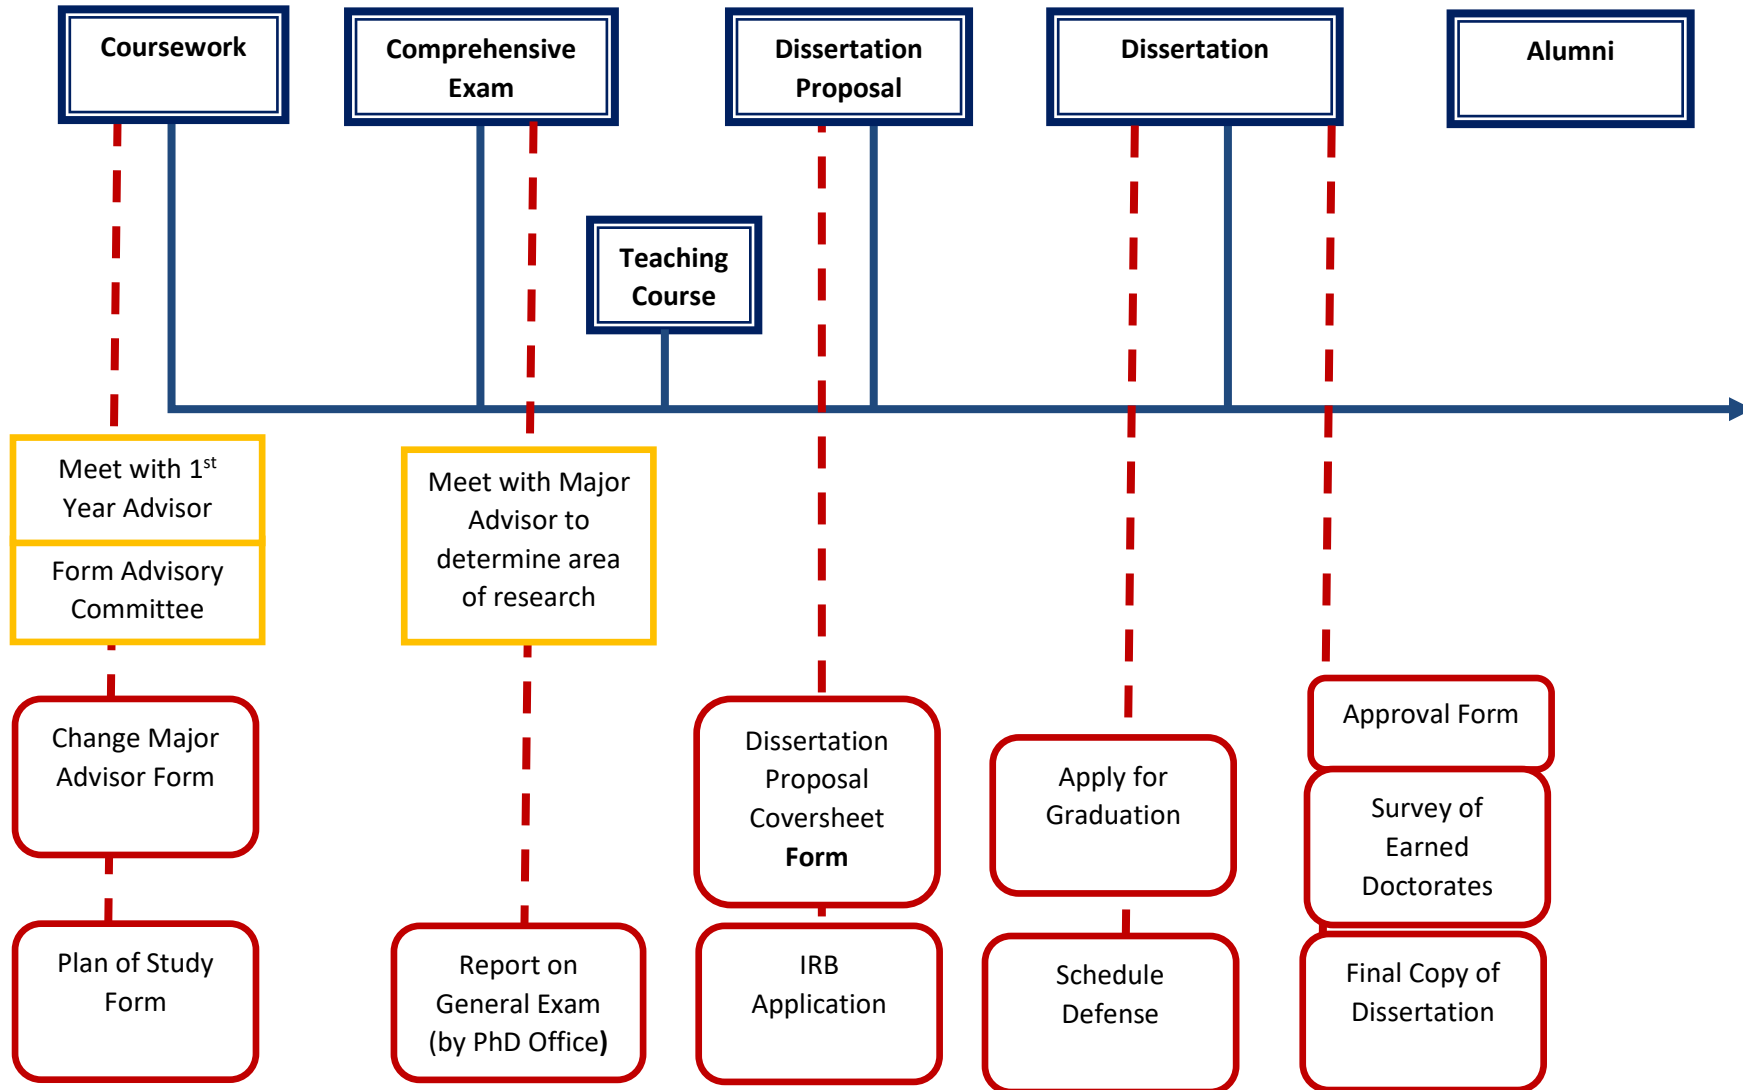 Coursework
Comprehensive
Exam
Dissertation
Proposal
Dissertation
Alumni
Teaching
Course
Meet with 1st
Year Advisor
Form Advisory
Committee
Meet with Major
Advisor to
determine area
of research
Change Major
Advisor Form
Dissertation
Proposal
Coversheet
Form
Apply for
Graduation
Approval Form
Survey of
Earned
Doctorates
Plan of Study
Form
Report on
General Exam
(by PhD Office)
IRB
Application
Schedule
Defense
Final Copy of
Dissertation